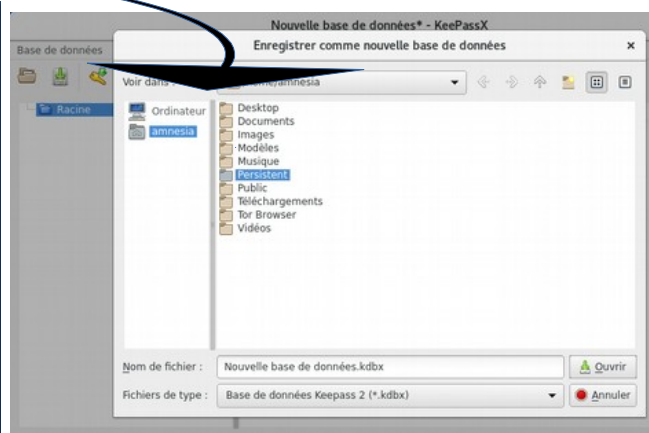 Nouvelle base de données* - KeePassX
Base de données
Enregistrer comme nouvelle base de données
Voir dans :
/home/amnesia
Racine
Ordinateur
amnesia
Desktop
Documents
Images
Modèles
Musique
Persistent
Public
Téléchargements
Tor Browser
Vidéos
Nom de fichier :
Nouvelle base de données.kdbx
Ouvrir
Fichiers de type :
Base de données Keepass 2 (*.kdbx)
Annuler